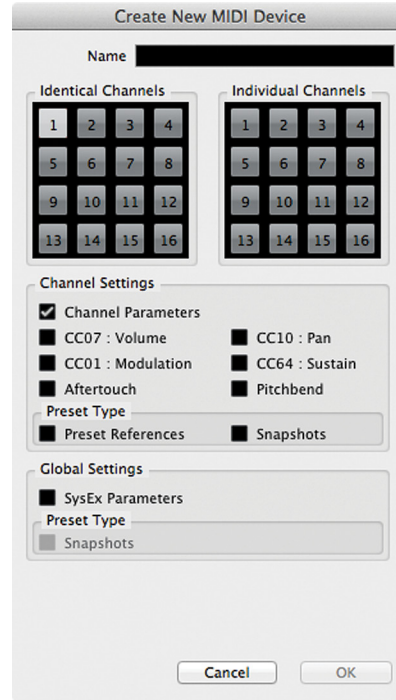 Create New MIDI Device
Name
Identical Channels Individual Channels
1 2 3 4 1 2 3 4
5 6 7 8 5 6 7 8
9 10 11 12 9 10 11 12
13 14 15 16 13 14 15 16
Channel Settings
Channel Parameters
CC07 : Volume CC10 : Pan
CC01 : Modulation CC64 : Sustain
Aftertouch Pitchbend
Preset Type
Preset References Snapshots
Global Settings
SysEx Parameters
Preset Type
Snapshots
Cancel OK